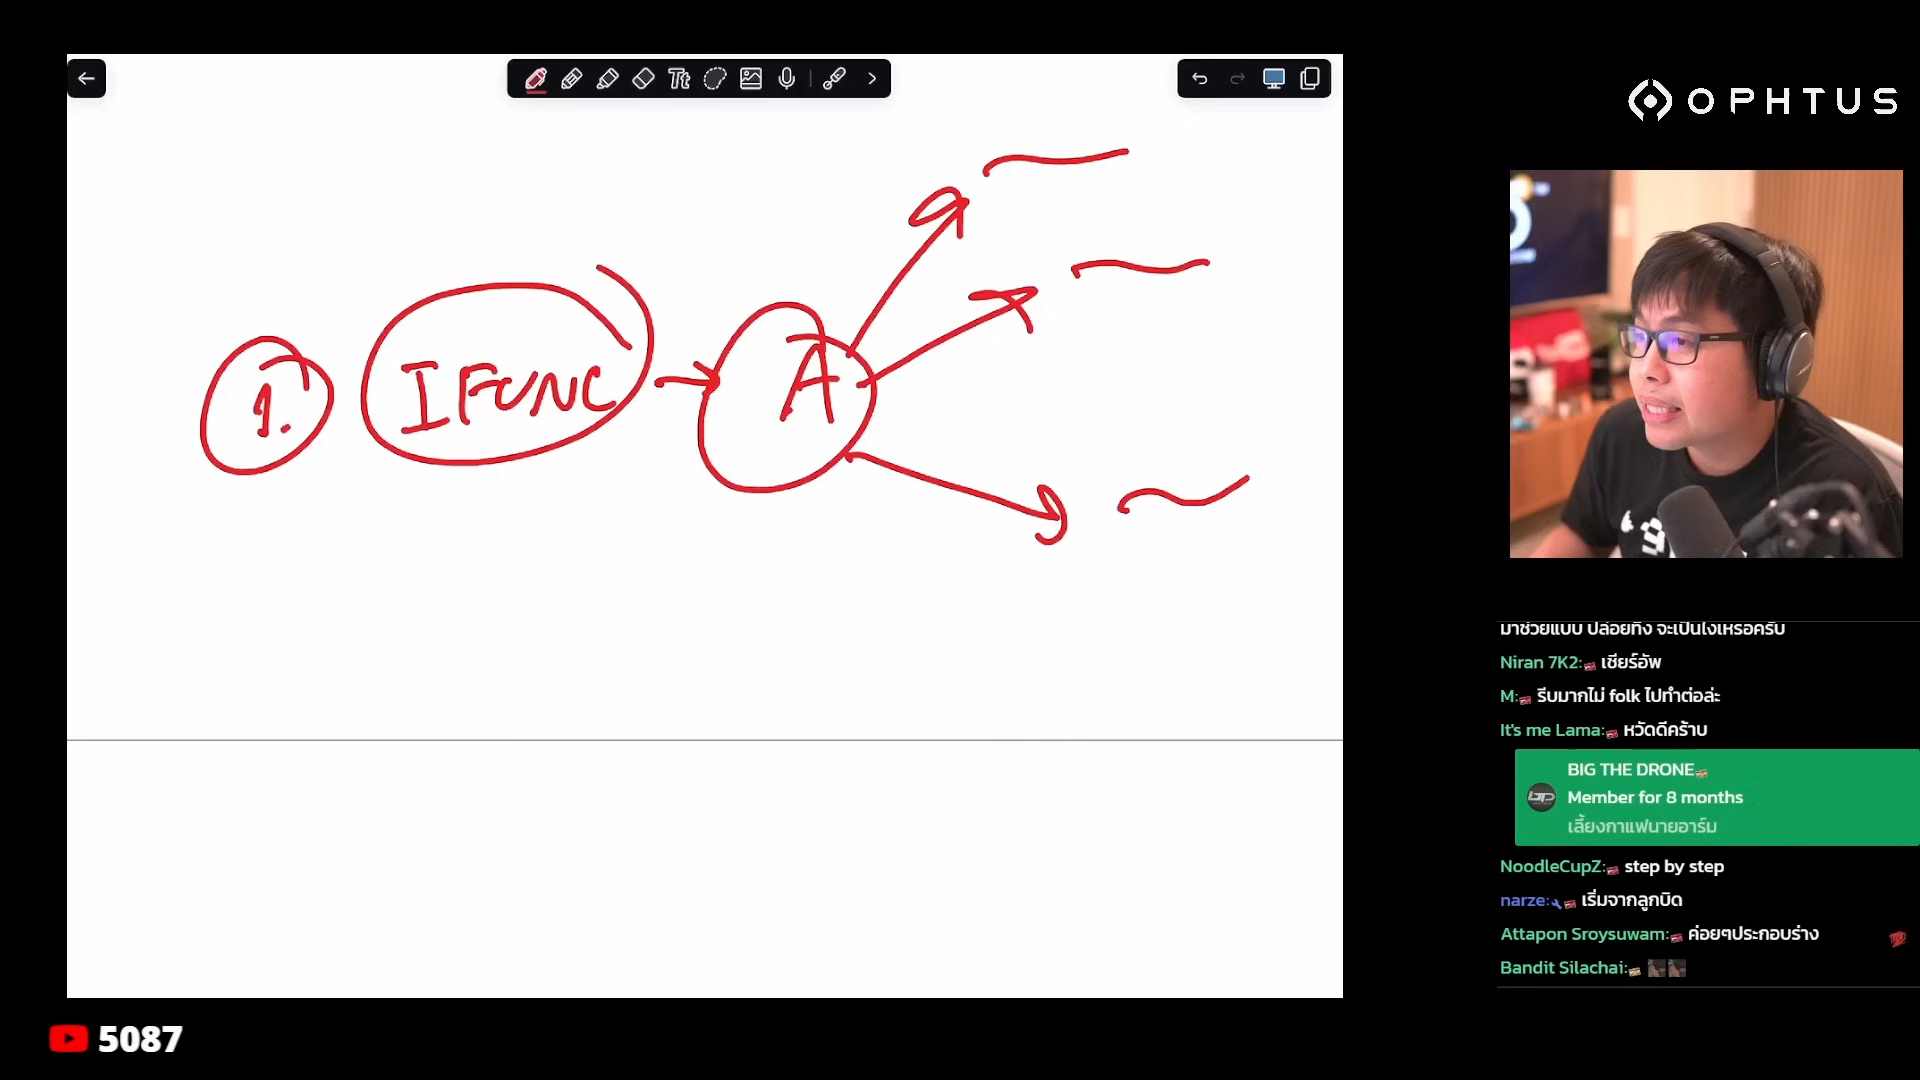 OPHTUS
1. IFUNC A
มาช่วยแบบ ปล่อยทิ้ง จะเป็นไงเหรอครับ
Niran 7K2: เชียร์อัพ
M: รีบมากไม่ folk ไปทำต่อล่ะ
It's me Lama: หวัดดีคร้าบ
BIG THE DRONE
Member for 8 months
เลี้ยงกาแฟนายอาร์ม
NoodleCupZ: step by step
narze: เริ่มจากลูกบิด
Attapon Sroysuwam: ค่อยๆประกอบร่าง
Bandit Silachai:
5087